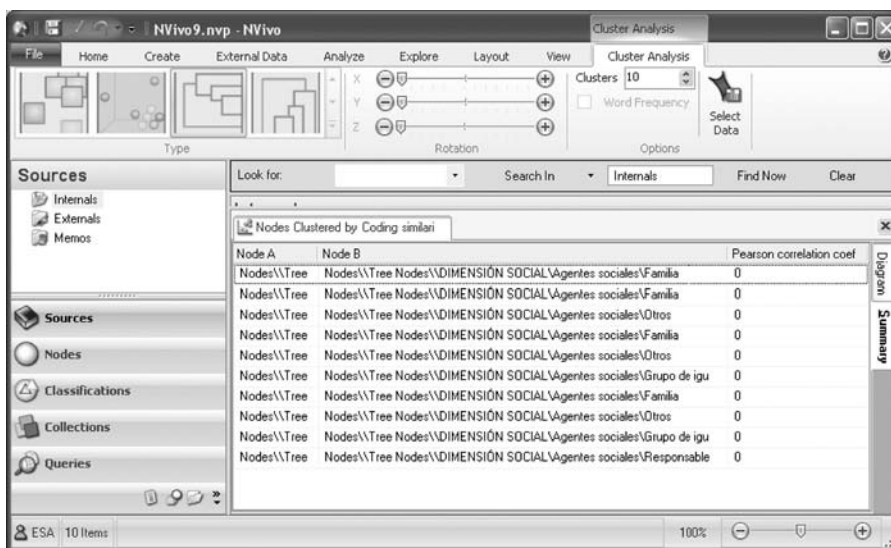 NVivo9.nvp - NVivo
Cluster Analysis
File Home Create External Data Analyze Explore Layout View Cluster Analysis
X
Y
Z
Clusters 10
Word Frequency
Select Data
Type Rotation Options
Sources
Internals
Externals
Memos
Look for: Search In Internals Find Now Clear
Nodes Clustered by Coding similari
Node A Node B Pearson correlation coef
Nodes\\Tree Nodes\\Tree Nodes\\DIMENSIÓN SOCIAL\Agentes sociales\Familia 0
Nodes\\Tree Nodes\\Tree Nodes\\DIMENSIÓN SOCIAL\Agentes sociales\Familia 0
Nodes\\Tree Nodes\\Tree Nodes\\DIMENSIÓN SOCIAL\Agentes sociales\Otros 0
Nodes\\Tree Nodes\\Tree Nodes\\DIMENSIÓN SOCIAL\Agentes sociales\Familia 0
Nodes\\Tree Nodes\\Tree Nodes\\DIMENSIÓN SOCIAL\Agentes sociales\Otros 0
Nodes\\Tree Nodes\\Tree Nodes\\DIMENSIÓN SOCIAL\Agentes sociales\Grupo de igu 0
Nodes\\Tree Nodes\\Tree Nodes\\DIMENSIÓN SOCIAL\Agentes sociales\Familia 0
Nodes\\Tree Nodes\\Tree Nodes\\DIMENSIÓN SOCIAL\Agentes sociales\Otros 0
Nodes\\Tree Nodes\\Tree Nodes\\DIMENSIÓN SOCIAL\Agentes sociales\Grupo de igu 0
Nodes\\Tree Nodes\\Tree Nodes\\DIMENSIÓN SOCIAL\Agentes sociales\Responsable 0
Diagram
Summary
Sources
Nodes
Classifications
Collections
Queries
ESA 10 Items 100%